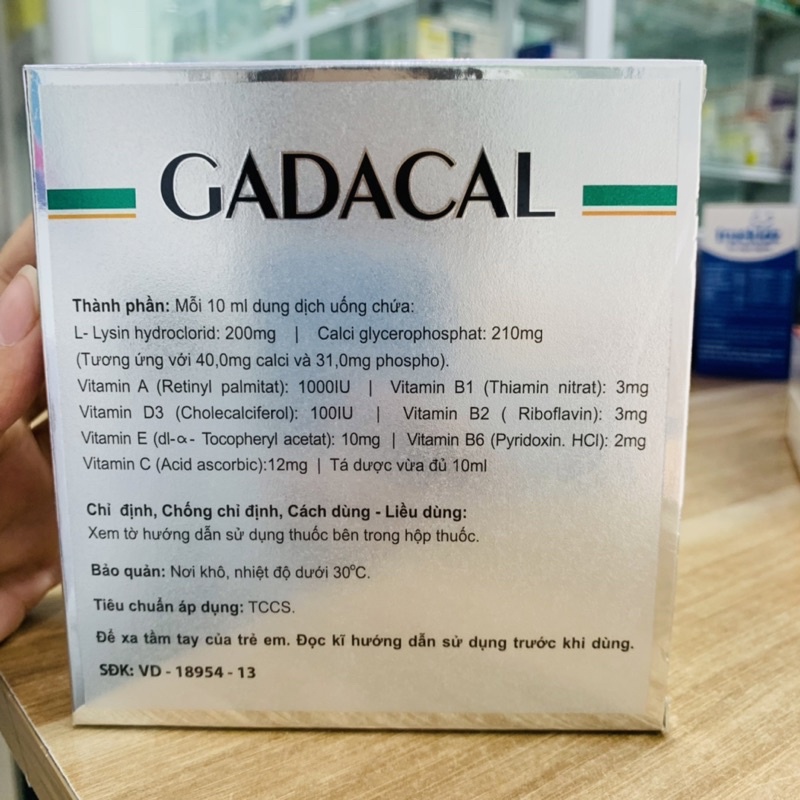 GADACAL
Thành phần: Mỗi 10 ml dung dịch uống chứa:
L- Lysin hydroclorid: 200mg | Calci glycerophosphat: 210mg
(Tương ứng với 40,0mg calci và 31,0mg phospho).
Vitamin A (Retinyl palmitat): 1000IU | Vitamin B1 (Thiamin nitrat): 3mg
Vitamin D3 (Cholecalciferol): 100IU | Vitamin B2 ( Riboflavin): 3mg
Vitamin E (dl-α- Tocopheryl acetat): 10mg | Vitamin B6 (Pyridoxin. HCl): 2mg
Vitamin C (Acid ascorbic):12mg | Tá dược vừa đủ 10ml
Chỉ định, Chống chỉ định, Cách dùng - Liều dùng:
Xem tờ hướng dẫn sử dụng thuốc bên trong hộp thuốc.
Bảo quản: Nơi khô, nhiệt độ dưới 30°C.
Tiêu chuẩn áp dụng: TCCS.
Để xa tầm tay của trẻ em. Đọc kĩ hướng dẫn sử dụng trước khi dùng.
SĐK: VD - 18954 - 13